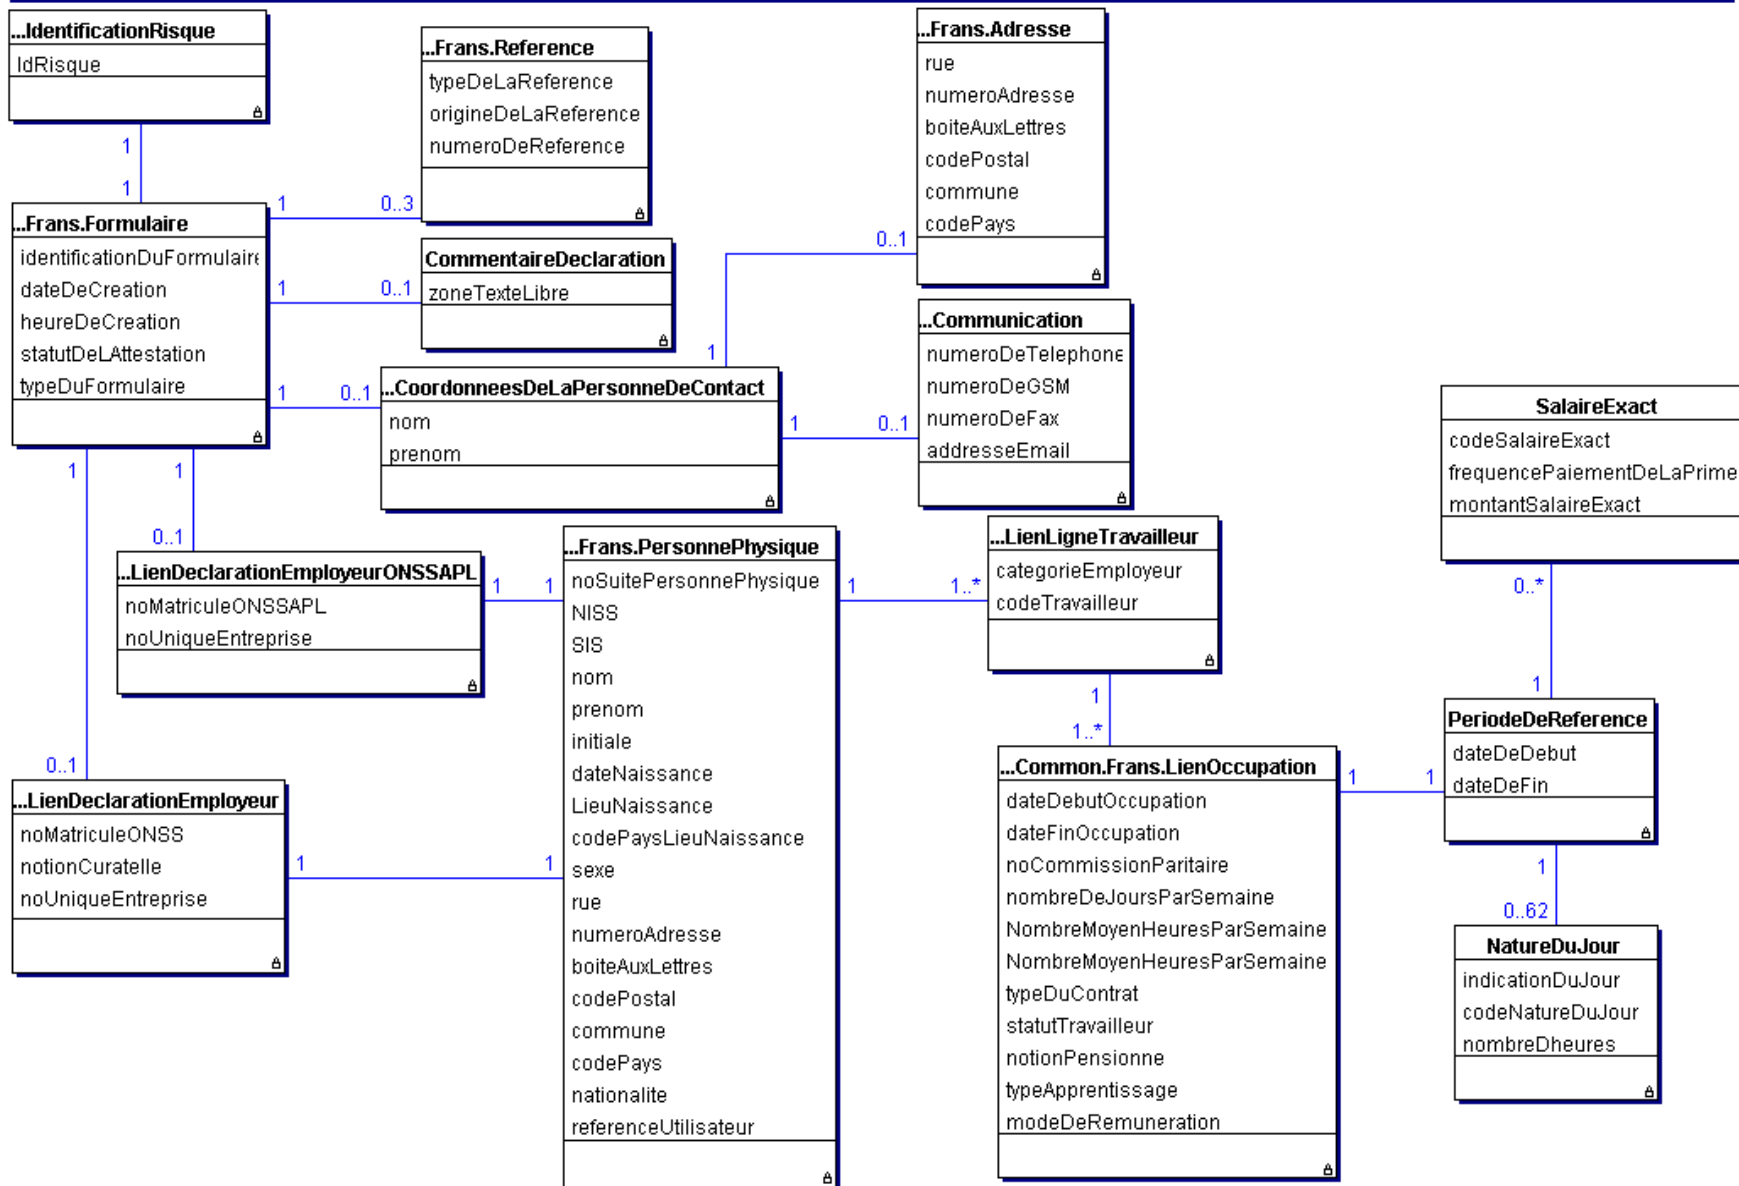 ...IdentificationRisque
IdRisque
1
1
...Frans.Formulaire
identificationDuFormulaire
dateDeCreation
heureDeCreation
statutDeLAttestation
typeDuFormulaire
1
0..3
...Frans.Reference
typeDeLaReference
origineDeLaReference
numeroDeReference
1
0..1
CommentaireDeclaration
zoneTexteLibre
1
0..1
...CoordonneesDeLaPersonneDeContact
nom
prenom
1
0..1
...Frans.Adresse
rue
numeroAdresse
boiteAuxLettres
codePostal
commune
codePays
1
0..1
...Communication
numeroDeTelephone
numeroDeGSM
numeroDeFax
addresseEmail
1
0..1
1
0..1
...LienDeclarationEmployeurONSSAPL
noMatriculeONSSAPL
noUniqueEntreprise
1
1
...LienDeclarationEmployeur
noMatriculeONSS
notionCuratelle
noUniqueEntreprise
1
1
...Frans.PersonnePhysique
noSuitePersonnePhysique
NISS
SIS
nom
prenom
initiale
dateNaissance
LieuNaissance
codePaysLieuNaissance
sexe
rue
numeroAdresse
boiteAuxLettres
codePostal
commune
codePays
nationalite
referenceUtilisateur
1
1..*
...LienLigneTravailleur
categorieEmployeur
codeTravailleur
1
1..*
...Common.Frans.LienOccupation
dateDebutOccupation
dateFinOccupation
noCommissionParitaire
nombreDeJoursParSemaine
NombreMoyenHeuresParSemaine
NombreMoyenHeuresParSemaine
typeDuContrat
statutTravailleur
notionPensionne
typeApprentissage
modeDeRemuneration
1
1
SalaireExact
codeSalaireExact
frequencePaiementDeLaPrime
montantSalaireExact
0..*
1
PeriodeDeReference
dateDeDebut
dateDeFin
1
0..62
NatureDuJour
indicationDuJour
codeNatureDuJour
nombreDheures